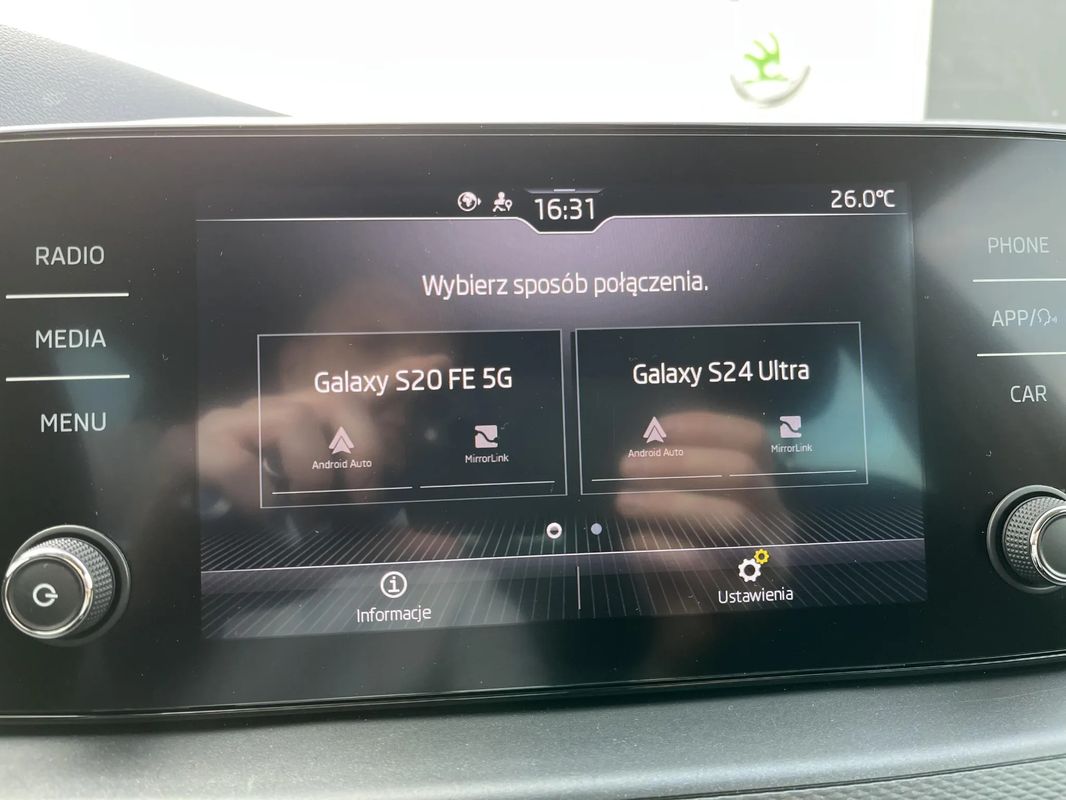 16:31
26.0°C
RADIO
MEDIA
MENU
Wybierz sposób połączenia.
Galaxy S20 FE 5G
Android Auto
MirrorLink
Galaxy S24 Ultra
Android Auto
MirrorLink
Informacje
Ustawienia
PHONE
APP/
CAR